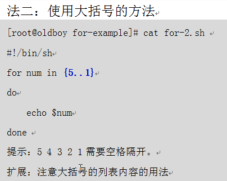 法二：使用大括号的方法
[root@oldboy for-example]# cat for-2.sh
#!/bin/sh
for num in {5..1}
do
    echo $num
done
提示：5 4 3 2 1 需要空格隔开。
扩展：注意大括号的列表内容的用法